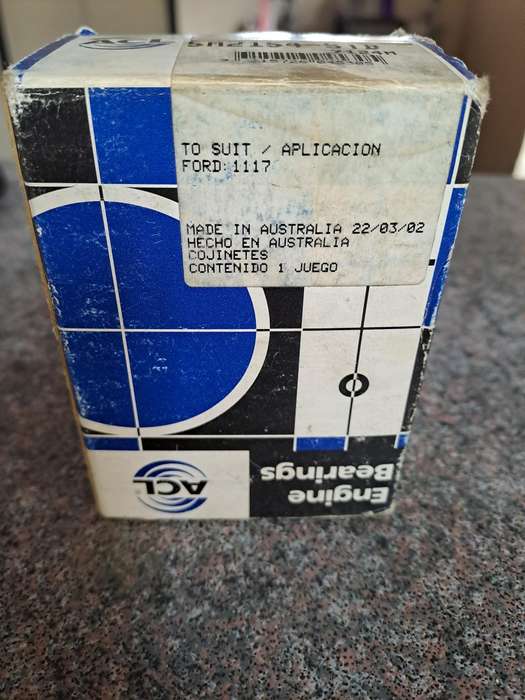 ACL
TO SUIT / APLICACION
FORD:1117
MADE IN AUSTRALIA 22/03/02
HECHO EN AUSTRALIA
COJINETES
CONTENIDO 1 JUEGO
Engine
Bearings
ACL